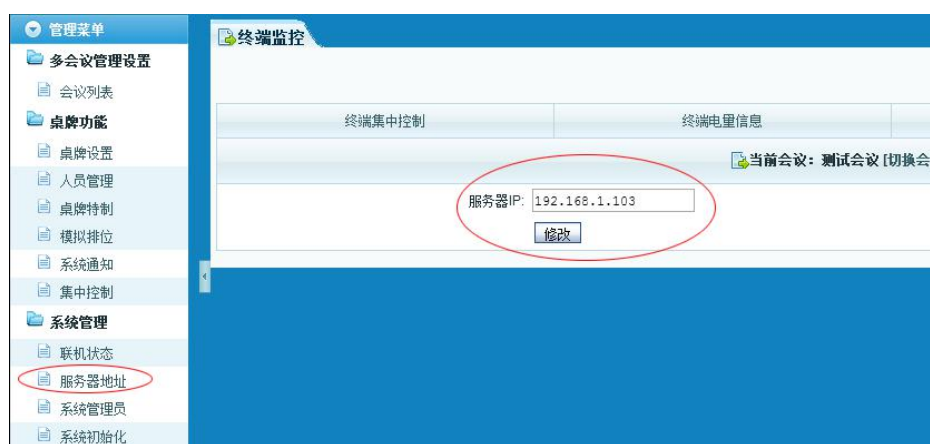 管理菜单
多会议管理设置
会议列表
桌牌功能
桌牌设置
人员管理
桌牌特制
模拟排位
系统通知
集中控制
系统管理
联机状态
服务器地址
系统管理员
系统初始化
终端监控
终端集中控制
终端电量信息
当前会议：测试会议 [切换会
服务器IP: 192.168.1.103
修改